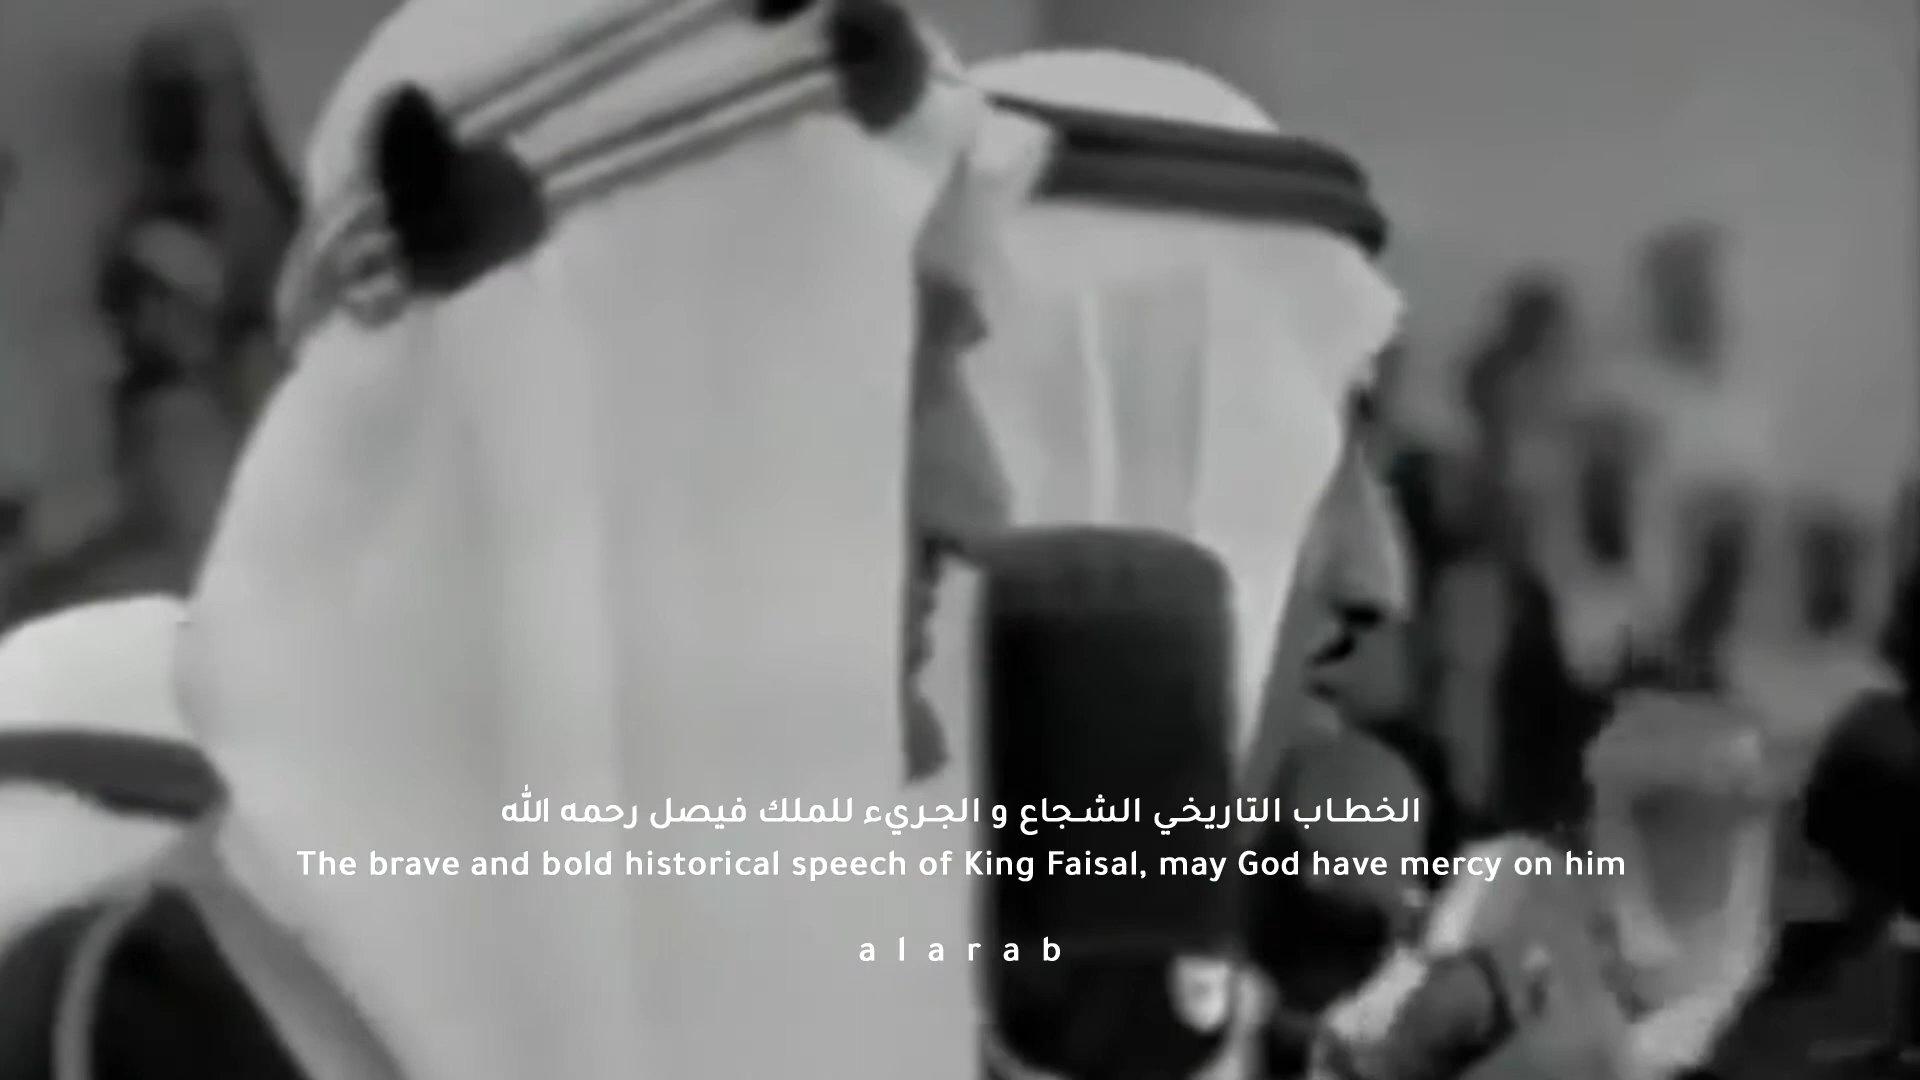 الخطاب التاريخي الشجاع و الجريء للملك فيصل رحمه الله
The brave and bold historical speech of King Faisal, may God have mercy on him
a l a r a b